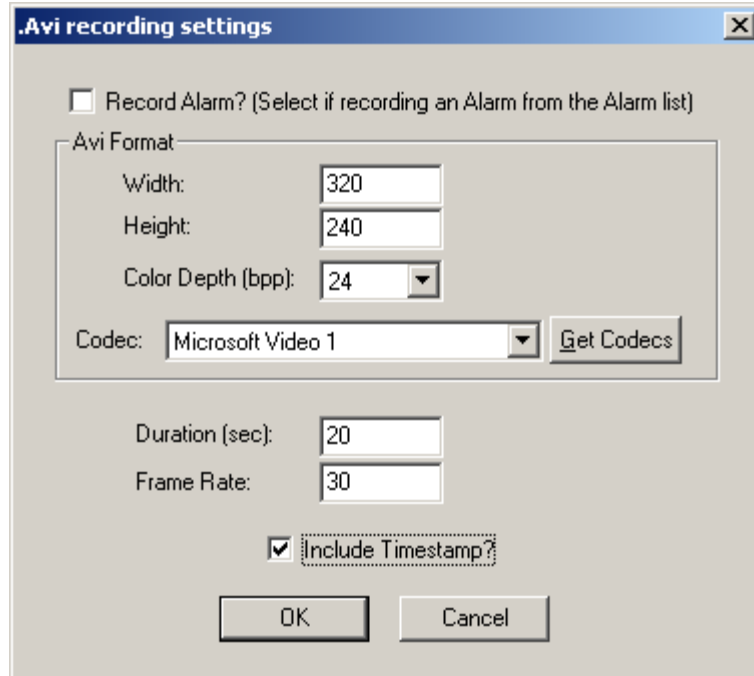 .Avi recording settings
Record Alarm? (Select if recording an Alarm from the Alarm list)
Avi Format
Width: 320
Height: 240
Color Depth (bpp): 24
Codec: Microsoft Video 1 Get Codecs
Duration (sec): 20
Frame Rate: 30
Include Timestamp?
OK Cancel